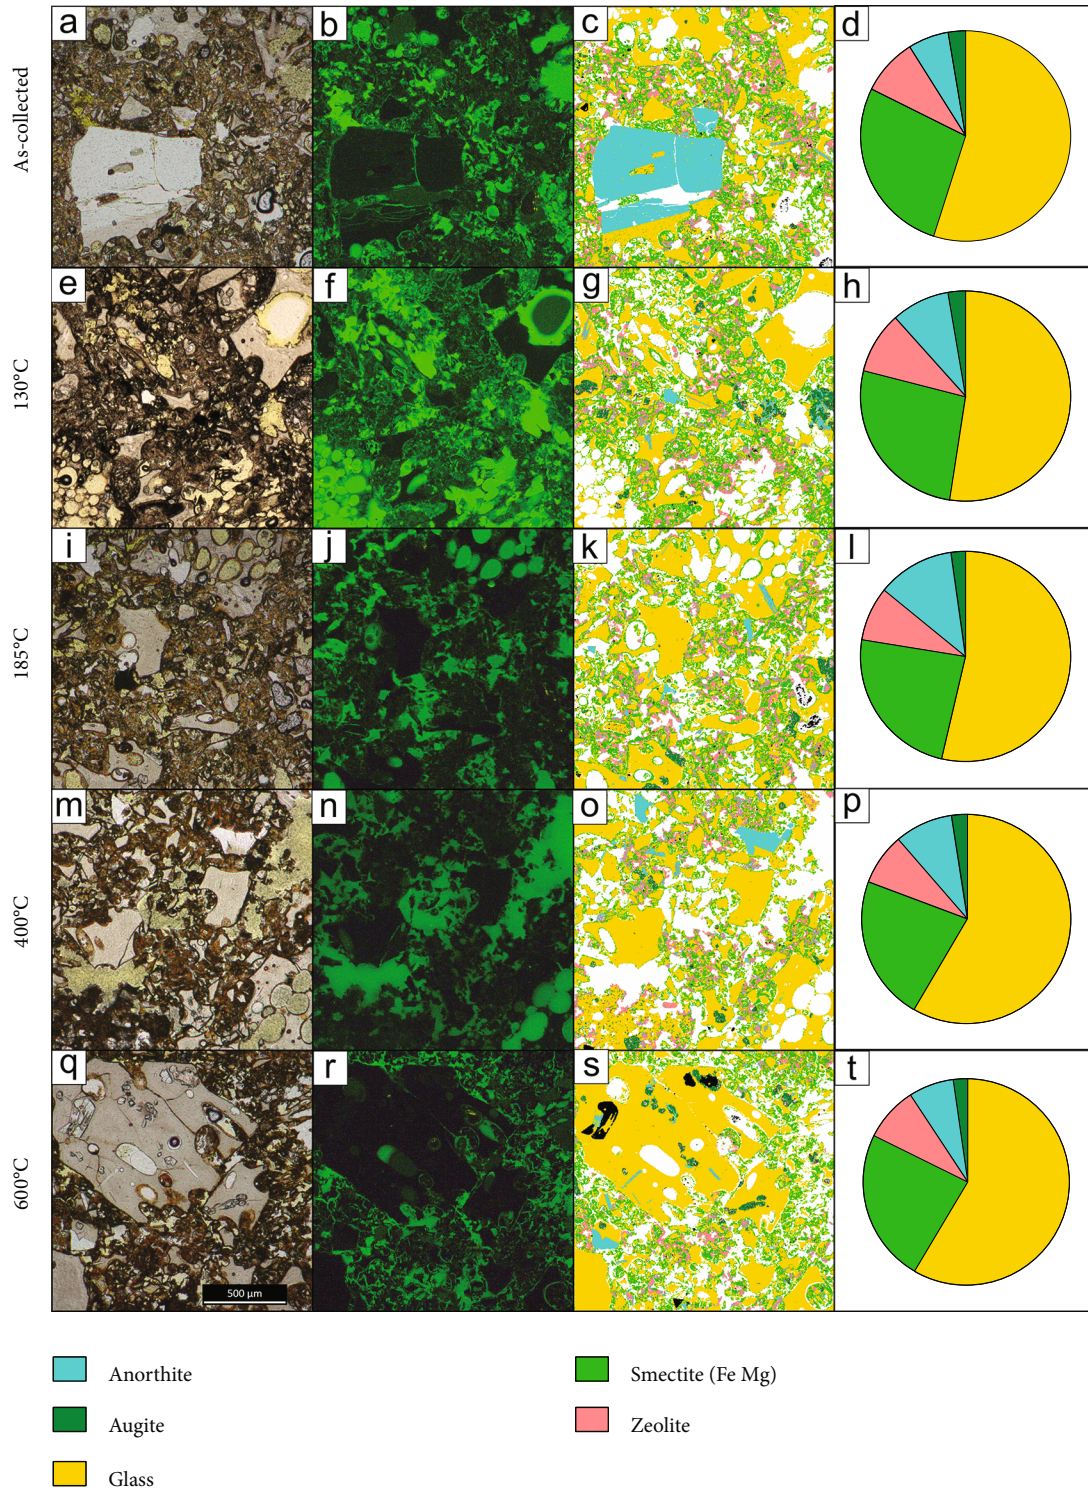 As-collected
a
b
c
d
130°C
e
f
g
h
185°C
i
j
k
l
400°C
m
n
o
p
600°C
q
r
s
t
500 µm
Anorthite
Smectite (Fe Mg)
Augite
Zeolite
Glass